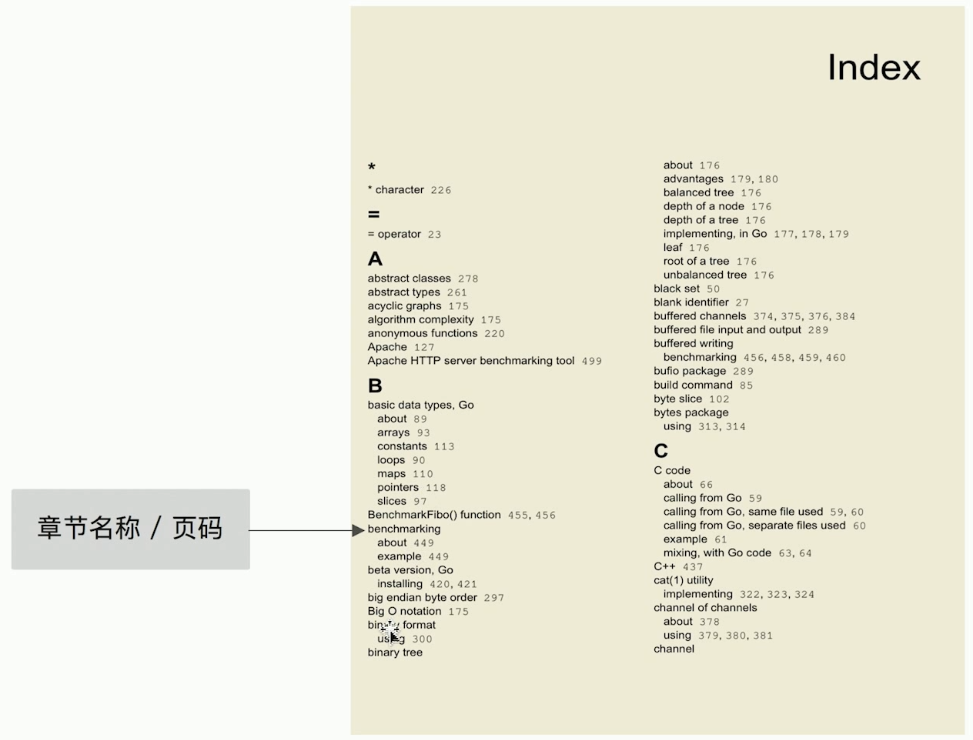 Index
*
* character 226
=
= operator 23
A
abstract classes 278
abstract types 261
acyclic graphs 175
algorithm complexity 175
anonymous functions 220
Apache 127
Apache HTTP server benchmarking tool 499
B
basic data types, Go
about 89
arrays 93
constants 113
loops 90
maps 110
pointers 118
slices 97
BenchmarkFibo() function 455, 456
benchmarking
about 449
example 449
beta version, Go
installing 420, 421
big endian byte order 297
Big O notation 175
binary format
using 300
binary tree
about 176
advantages 179, 180
balanced tree 176
depth of a node 176
depth of a tree 176
implementing, in Go 177, 178, 179
leaf 176
root of a tree 176
unbalanced tree 176
black set 50
blank identifier 27
buffered channels 374, 375, 376, 384
buffered file input and output 289
buffered writing
benchmarking 456, 458, 459, 460
bufio package 289
build command 85
byte slice 102
bytes package
using 313, 314
C
C code
about 66
calling from Go 59
calling from Go, same file used 59, 60
calling from Go, separate files used 60
example 61
mixing, with Go code 63, 64
C++ 437
cat(1) utility
implementing 322, 323, 324
channel of channels
about 378
using 379, 380, 381
channel
章节名称 / 页码